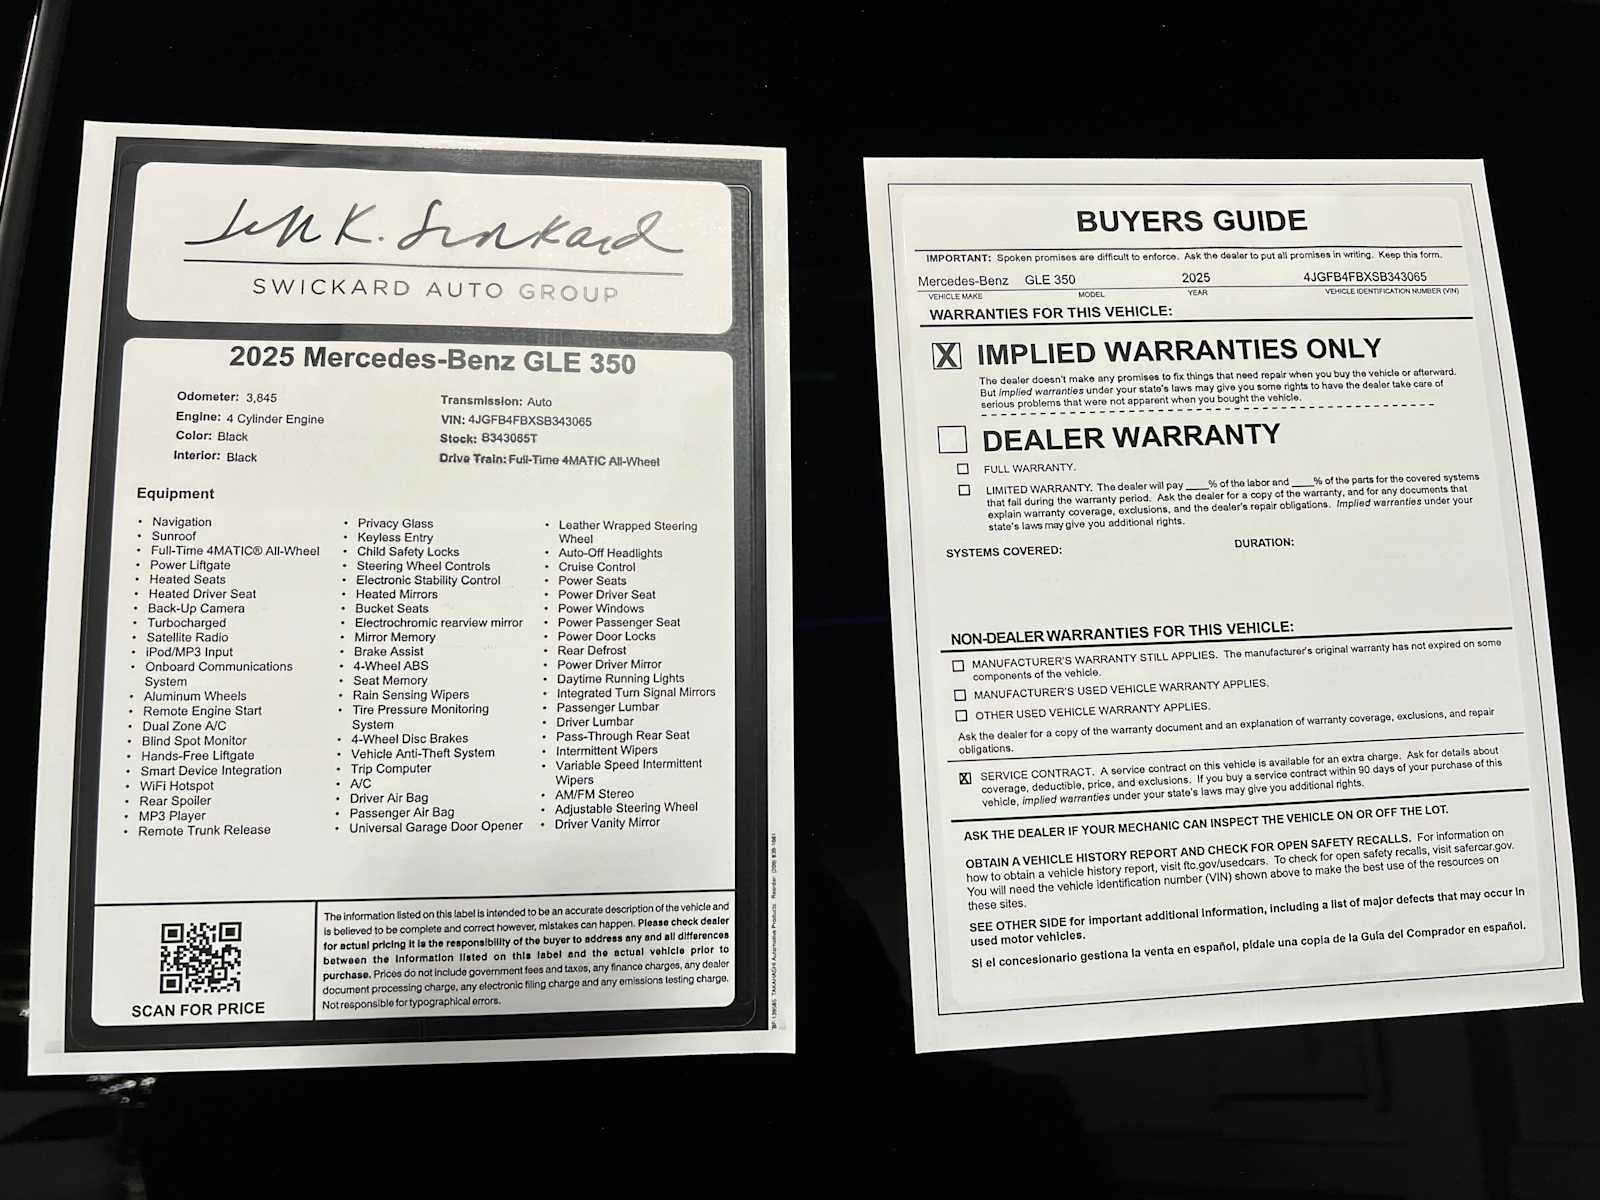 Jeff K. Swickard
SWICKARD AUTO GROUP
2025 Mercedes-Benz GLE 350
Odometer: 3,845
Engine: 4 Cylinder Engine
Color: Black
Interior: Black
Transmission: Auto
VIN: 4JGFB4FBXSB343065
Stock: B343065T
Drive Train: Full-Time 4MATIC All-Wheel
Equipment
• Navigation
• Sunroof
• Full-Time 4MATIC® All-Wheel
• Power Liftgate
• Heated Seats
• Heated Driver Seat
• Back-Up Camera
• Turbocharged
• Satellite Radio
• iPod/MP3 Input
• Onboard Communications
System
• Aluminum Wheels
• Remote Engine Start
• Dual Zone A/C
• Blind Spot Monitor
• Hands-Free Liftgate
• Smart Device Integration
• WiFi Hotspot
• Rear Spoiler
• MP3 Player
• Remote Trunk Release
• Privacy Glass
• Keyless Entry
• Child Safety Locks
• Steering Wheel Controls
• Electronic Stability Control
• Heated Mirrors
• Bucket Seats
• Electrochromic rearview mirror
• Mirror Memory
• Brake Assist
• 4-Wheel ABS
• Seat Memory
• Rain Sensing Wipers
• Tire Pressure Monitoring
System
• 4-Wheel Disc Brakes
• Vehicle Anti-Theft System
• Trip Computer
• A/C
• Driver Air Bag
• Passenger Air Bag
• Universal Garage Door Opener
• Leather Wrapped Steering
Wheel
• Auto-Off Headlights
• Cruise Control
• Power Seats
• Power Driver Seat
• Power Windows
• Power Passenger Seat
• Power Door Locks
• Rear Defrost
• Power Driver Mirror
• Daytime Running Lights
• Integrated Turn Signal Mirrors
• Passenger Lumbar
• Driver Lumbar
• Pass-Through Rear Seat
• Intermittent Wipers
• Variable Speed Intermittent
Wipers
• AM/FM Stereo
• Adjustable Steering Wheel
• Driver Vanity Mirror
SCAN FOR PRICE
The information listed on this label is intended to be an accurate description of the vehicle and
is believed to be complete and correct however, mistakes can happen. Please check dealer
for actual pricing it is the responsibility of the buyer to address any and all differences
between the information listed on this label and the actual vehicle prior to
purchase. Prices do not include government fees and taxes, any finance charges, any dealer
document processing charge, any electronic filing charge and any emissions testing charge.
Not responsible for typographical errors.
TAKAHASHI Automotive Products Reorder:
BUYERS GUIDE
IMPORTANT: Spoken promises are difficult to enforce. Ask the dealer to put all promises in writing. Keep this form.
Mercedes-Benz GLE 350 2025 4JGFB4FBXSB343065
VEHICLE MAKE MODEL YEAR VEHICLE IDENTIFICATION NUMBER (VIN)
WARRANTIES FOR THIS VEHICLE:
X IMPLIED WARRANTIES ONLY
The dealer doesn't make any promises to fix things that need repair when you buy the vehicle or afterward.
But implied warranties under your state's laws may give you some rights to have the dealer take care of
serious problems that were not apparent when you bought the vehicle.
DEALER WARRANTY
FULL WARRANTY.
LIMITED WARRANTY. The dealer will pay ____% of the labor and ____% of the parts for the covered systems
that fail during the warranty period. Ask the dealer for a copy of the warranty, and for any documents that
explain warranty coverage, exclusions, and the dealer's repair obligations. Implied warranties under your
state's laws may give you additional rights.
SYSTEMS COVERED: DURATION:
NON-DEALER WARRANTIES FOR THIS VEHICLE:
MANUFACTURER'S WARRANTY STILL APPLIES. The manufacturer's original warranty has not expired on some
components of the vehicle.
MANUFACTURER'S USED VEHICLE WARRANTY APPLIES.
OTHER USED VEHICLE WARRANTY APPLIES.
Ask the dealer for a copy of the warranty document and an explanation of warranty coverage, exclusions, and repair
obligations.
X SERVICE CONTRACT. A service contract on this vehicle is available for an extra charge. Ask for details about
coverage, deductible, price, and exclusions. If you buy a service contract within 90 days of your purchase of this
vehicle, implied warranties under your state's laws may give you additional rights.
ASK THE DEALER IF YOUR MECHANIC CAN INSPECT THE VEHICLE ON OR OFF THE LOT.
OBTAIN A VEHICLE HISTORY REPORT AND CHECK FOR OPEN SAFETY RECALLS. For information on
how to obtain a vehicle history report, visit ftc.gov/usedcars. To check for open safety recalls, visit safercar.gov.
You will need the vehicle identification number (VIN) shown above to make the best use of the resources on
these sites.
SEE OTHER SIDE for important additional information, including a list of major defects that may occur in
used motor vehicles.
Si el concesionario gestiona la venta en español, pídale una copia de la Guía del Comprador en español.